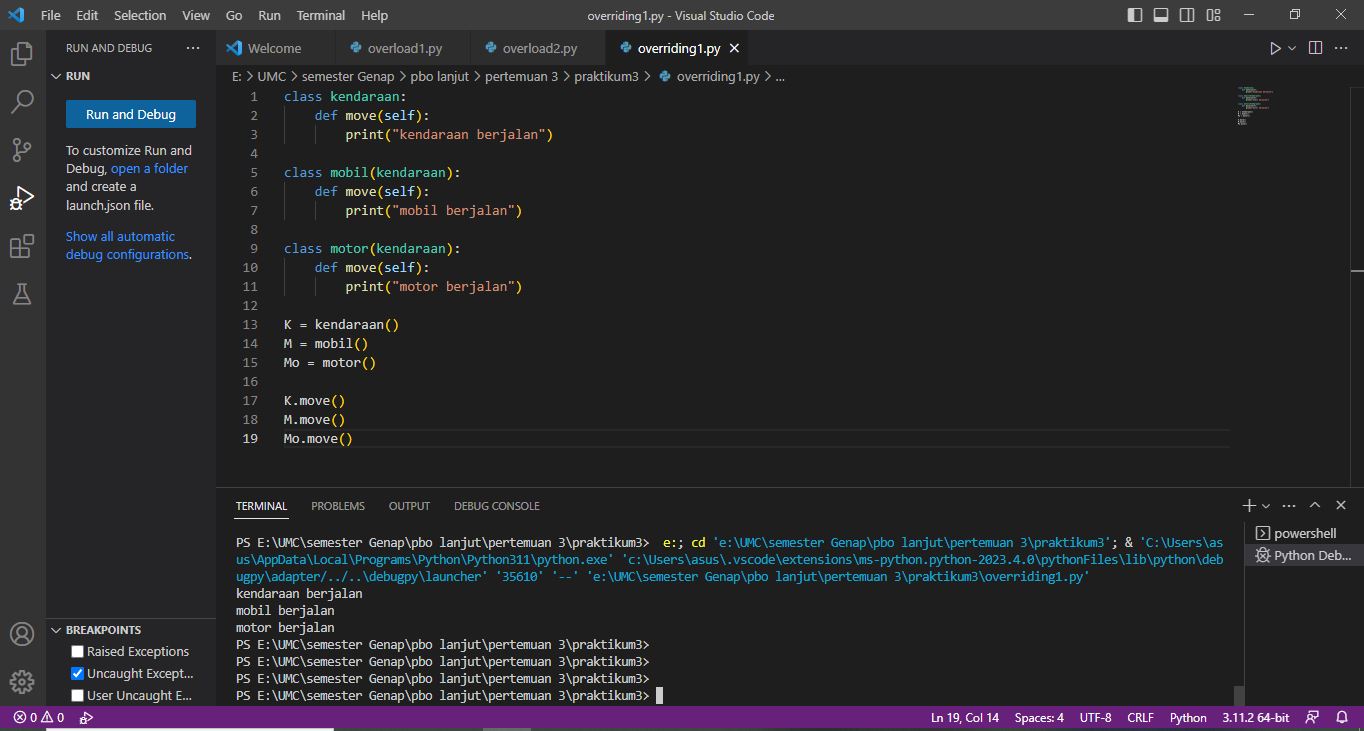 File Edit Selection View Go Run Terminal Help
overriding1.py - Visual Studio Code
RUN AND DEBUG ...
RUN
Run and Debug
To customize Run and
Debug, open a folder
and create a
launch.json file.
Show all automatic
debug configurations.
BREAKPOINTS
Raised Exceptions
Uncaught Except...
User Uncaught E...
Welcome overload1.py overload2.py overriding1.py
E: > UMC > semester Genap > pbo lanjut > pertemuan 3 > praktikum3 > overriding1.py > ...
1 class kendaraan:
2 def move(self):
3 print("kendaraan berjalan")
4
5 class mobil(kendaraan):
6 def move(self):
7 print("mobil berjalan")
8
9 class motor(kendaraan):
10 def move(self):
11 print("motor berjalan")
12
13 K = kendaraan()
14 M = mobil()
15 Mo = motor()
16
17 K.move()
18 M.move()
19 Mo.move()
TERMINAL PROBLEMS OUTPUT DEBUG CONSOLE
PS E:\UMC\semester Genap\pbo lanjut\pertemuan 3\praktikum3> e:; cd 'e:\UMC\semester Genap\pbo lanjut\pertemuan 3\praktikum3'; & 'C:\Users\as
us\AppData\Local\Programs\Python\Python311\python.exe' 'c:\Users\asus\.vscode\extensions\ms-python.python-2023.4.0\pythonFiles\lib\python\deb
ugpy\adapter/../..\debugpy\launcher' '35610' '--' 'e:\UMC\semester Genap\pbo lanjut\pertemuan 3\praktikum3\overriding1.py'
kendaraan berjalan
mobil berjalan
motor berjalan
PS E:\UMC\semester Genap\pbo lanjut\pertemuan 3\praktikum3>
PS E:\UMC\semester Genap\pbo lanjut\pertemuan 3\praktikum3>
PS E:\UMC\semester Genap\pbo lanjut\pertemuan 3\praktikum3>
PS E:\UMC\semester Genap\pbo lanjut\pertemuan 3\praktikum3>
powershell
Python Deb...
0 0
Ln 19, Col 14 Spaces: 4 UTF-8 CRLF Python 3.11.2 64-bit